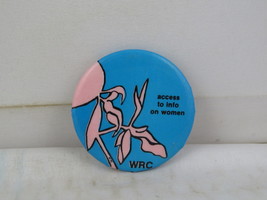 access
to info
on women
WRC